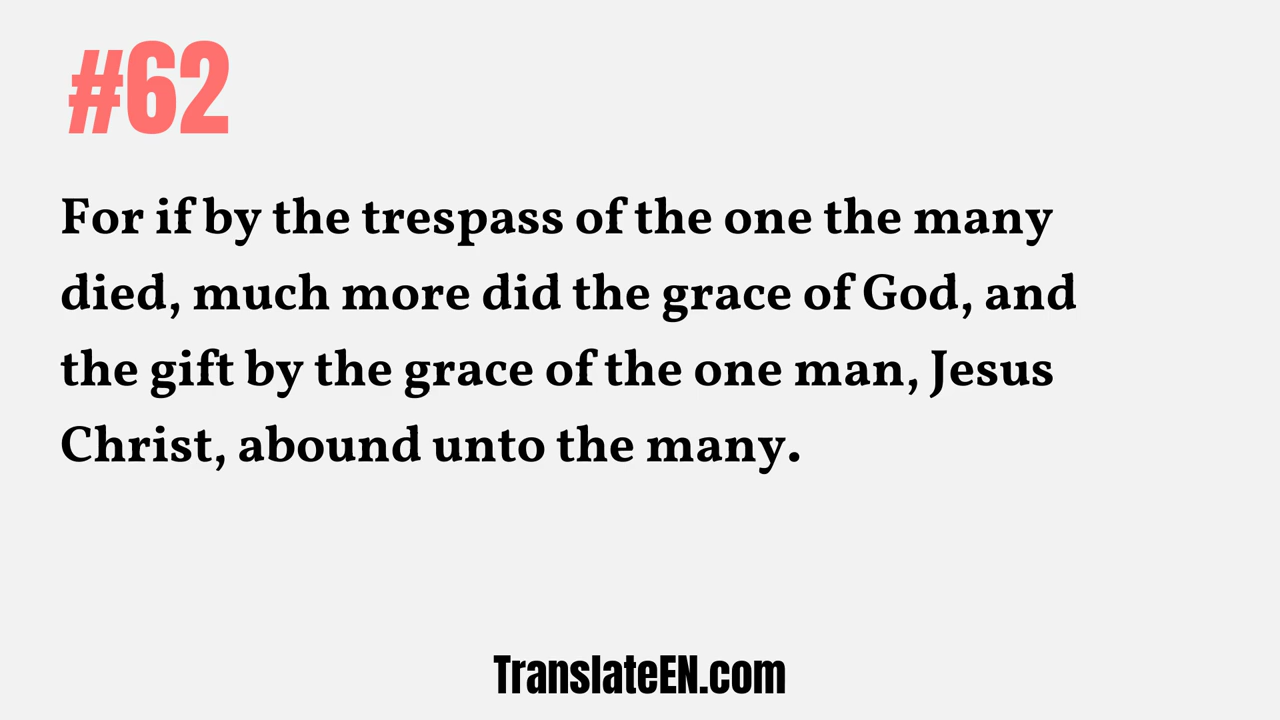 #62
For if by the trespass of the one the many
died, much more did the grace of God, and
the gift by the grace of the one man, Jesus
Christ, abound unto the many.
TranslateEN.com